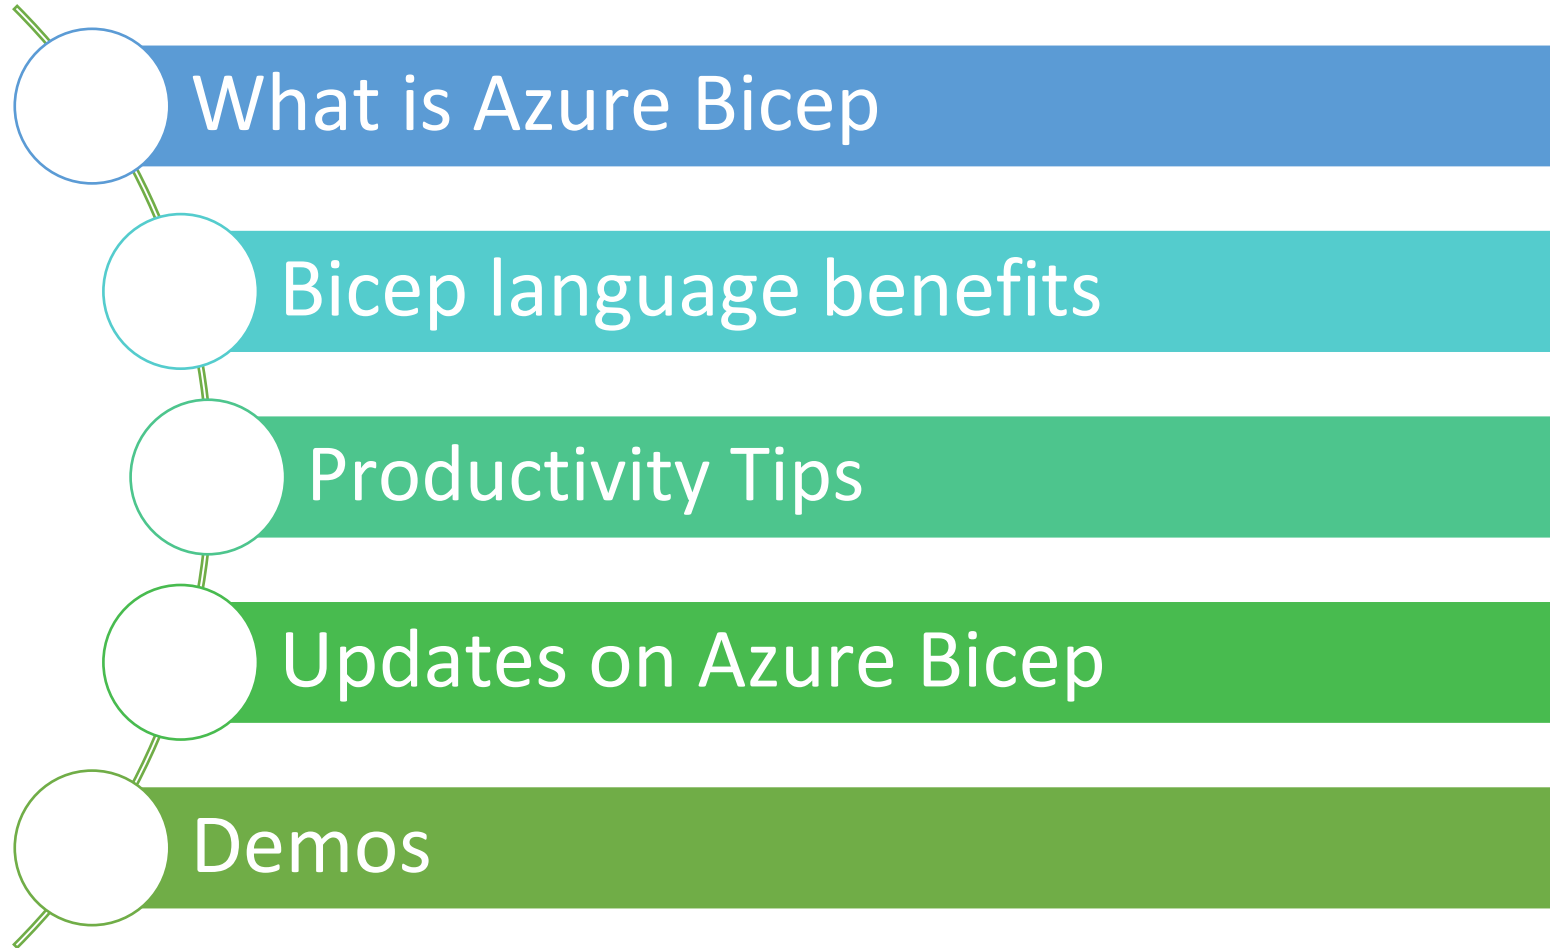 What is Azure Bicep
Bicep language benefits
Productivity Tips
Updates on Azure Bicep
Demos